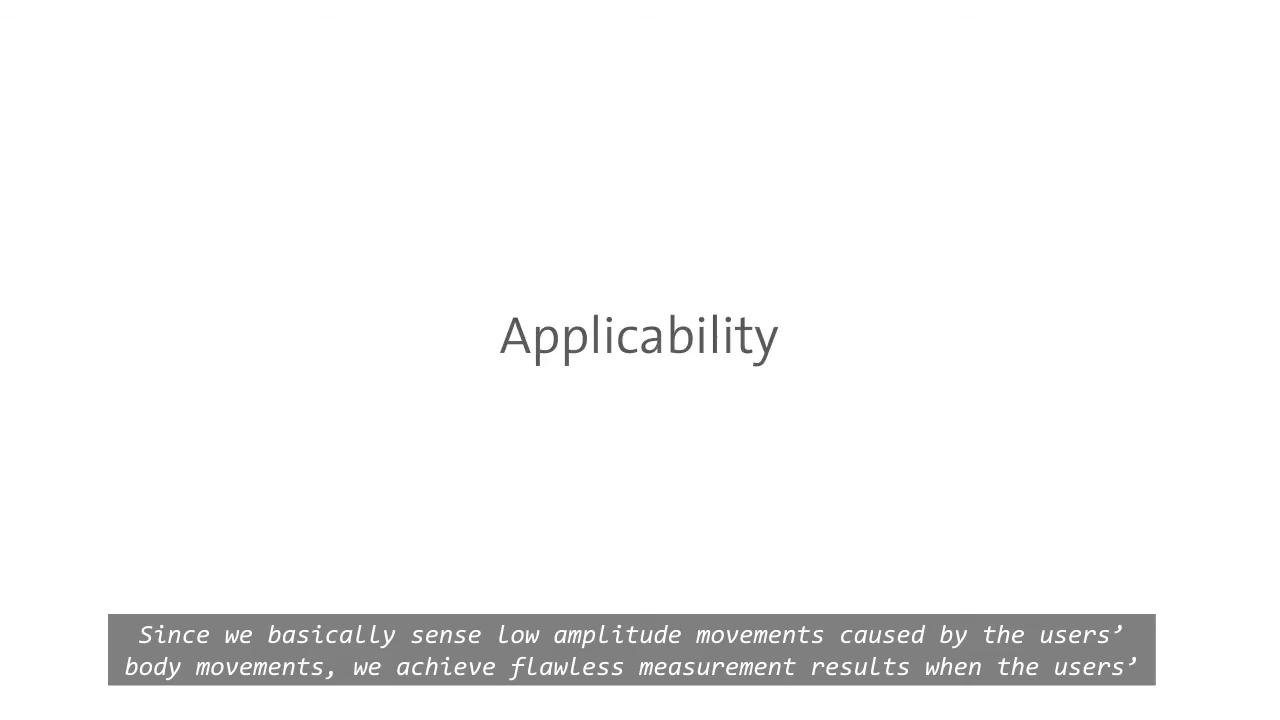 Applicability
Since we basically sense low amplitude movements caused by the users’
body movements, we achieve flawless measurement results when the users’